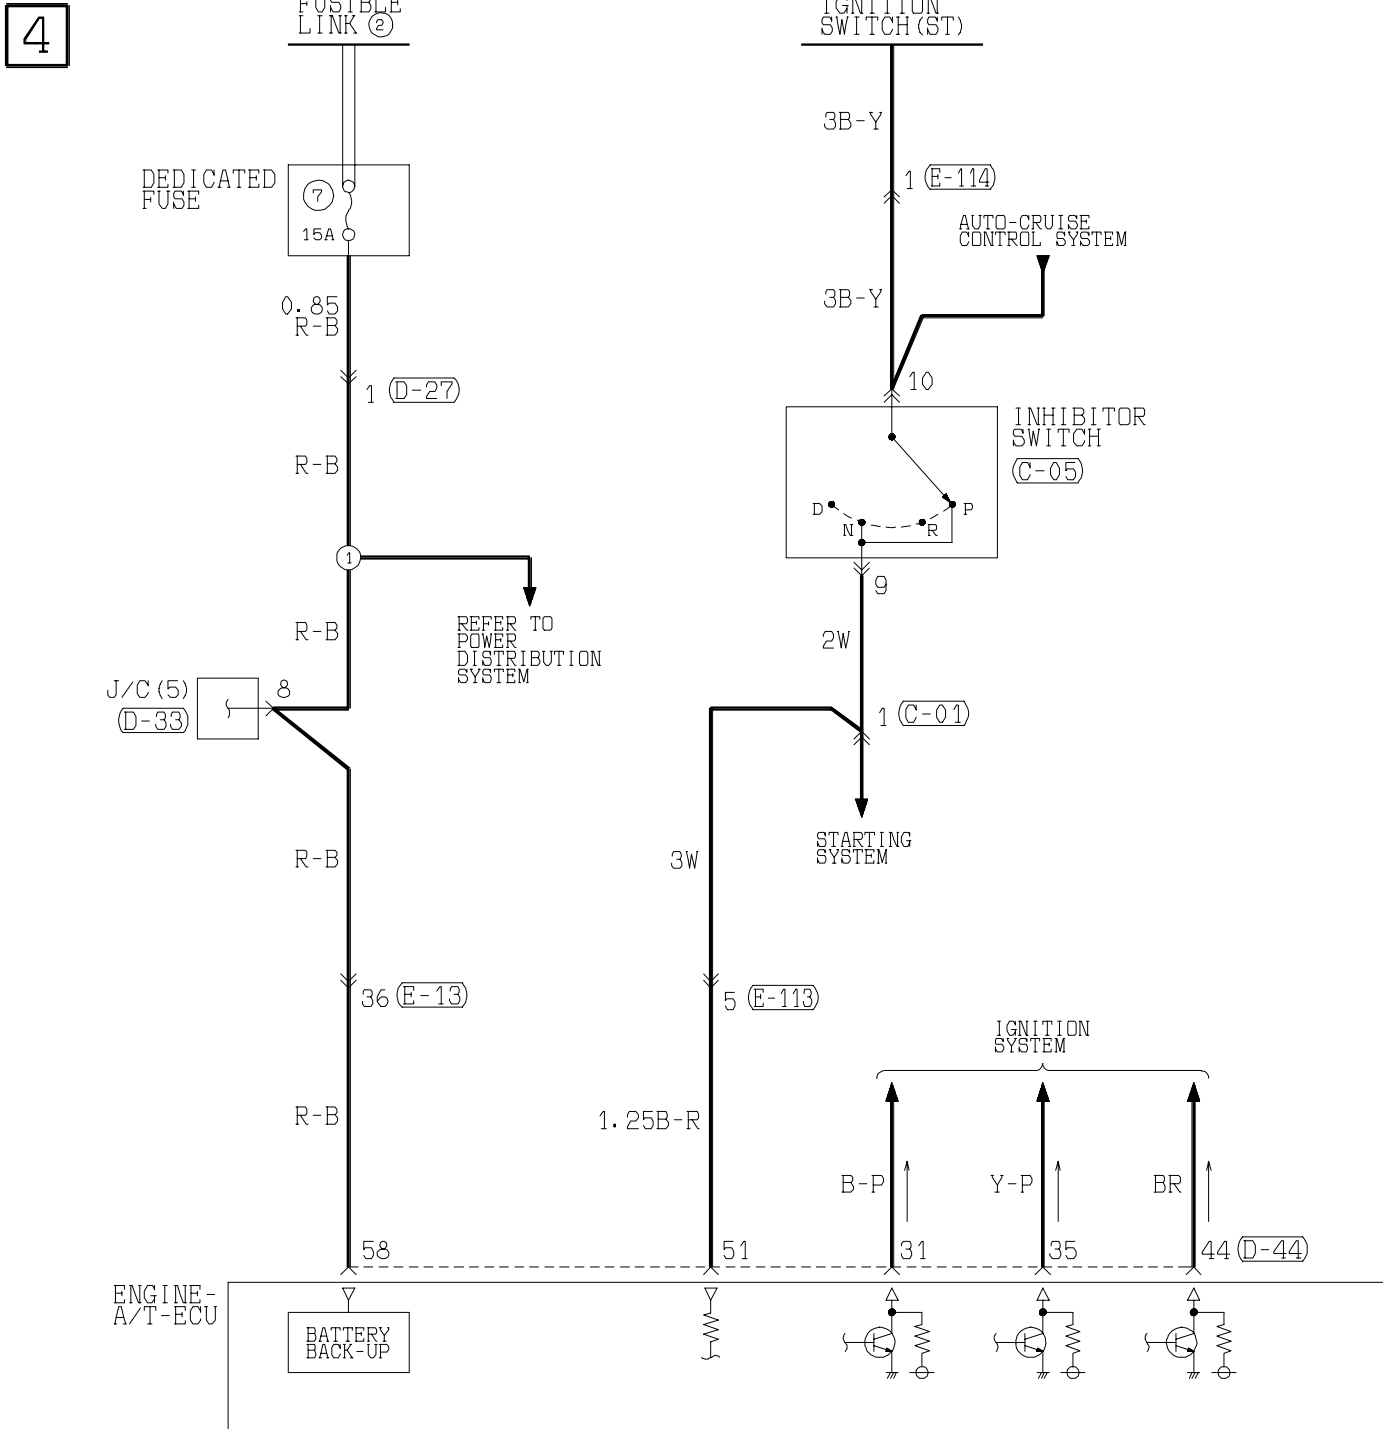 4
FUSIBLE
LINK ②
IGNITION
SWITCH(ST)
3B-Y
1 (E-114)
DEDICATED
FUSE
7
15A
AUTO-CRUISE
CONTROL SYSTEM
0.85
R-B
3B-Y
1 (D-27)
10
INHIBITOR
SWITCH
(C-05)
R-B
D
N
R
P
1
9
REFER TO
POWER
DISTRIBUTION
SYSTEM
R-B
2W
J/C(5)
(D-33)
8
1 (C-01)
STARTING
SYSTEM
R-B
3W
36 (E-13)
5 (E-113)
IGNITION
SYSTEM
R-B
1.25B-R
B-P
Y-P
BR
58
51
31
35
44 (D-44)
ENGINE-
A/T-ECU
BATTERY
BACK-UP